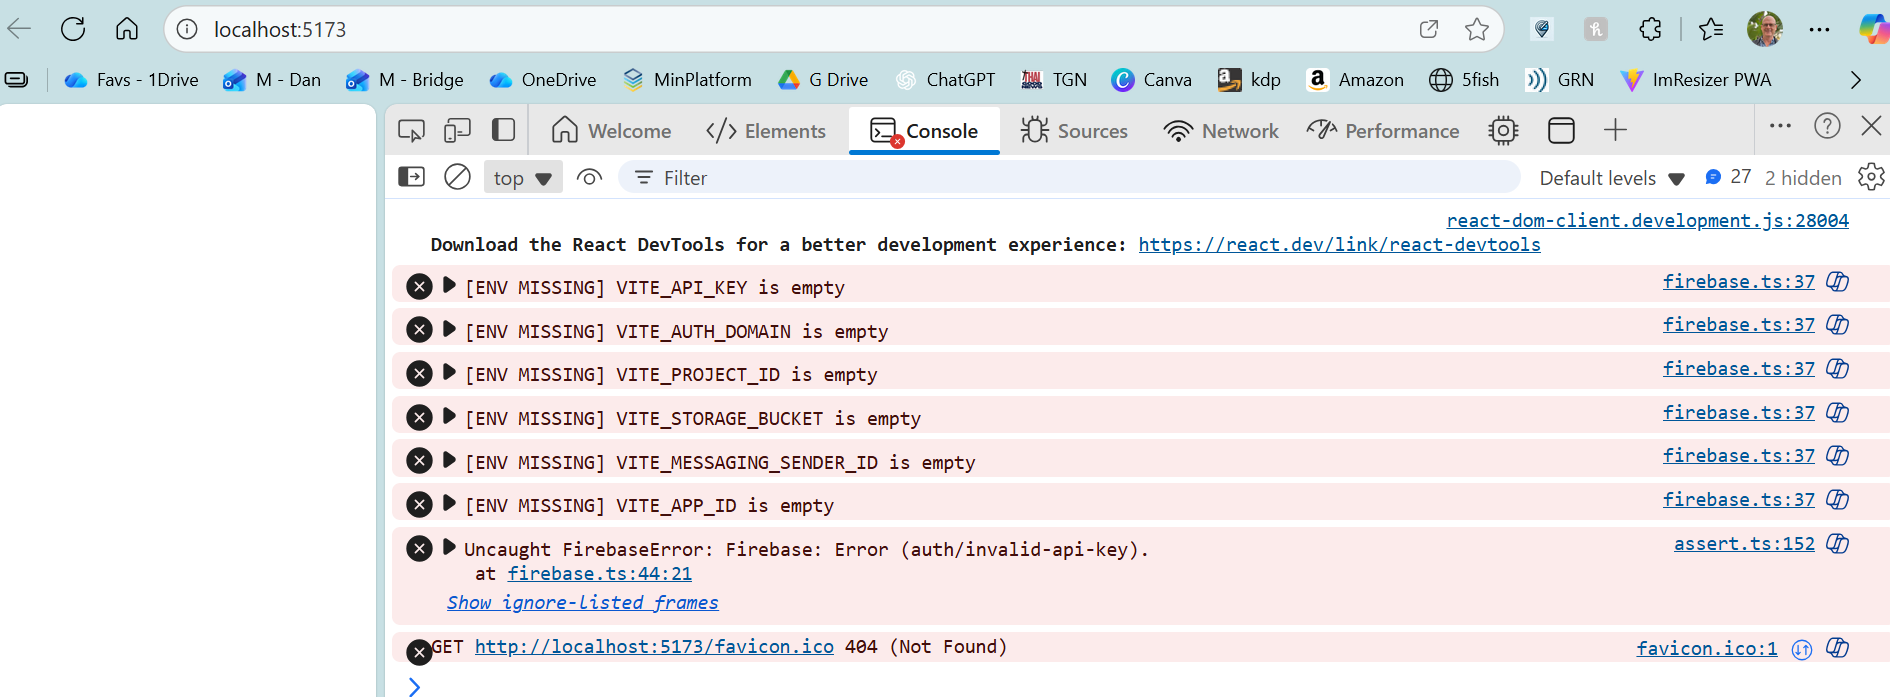 localhost:5173
Favs - 1Drive
M - Dan
M - Bridge
OneDrive
MinPlatform
G Drive
ChatGPT
THAI
TGN
Canva
kdp
Amazon
5fish
GRN
ImResizer PWA
Welcome
Elements
Console
Sources
Network
Performance
top
Filter
Default levels
27
2 hidden
react-dom-client.development.js:28004
Download the React DevTools for a better development experience: https://react.dev/link/react-devtools
[ENV MISSING] VITE_API_KEY is empty firebase.ts:37
[ENV MISSING] VITE_AUTH_DOMAIN is empty firebase.ts:37
[ENV MISSING] VITE_PROJECT_ID is empty firebase.ts:37
[ENV MISSING] VITE_STORAGE_BUCKET is empty firebase.ts:37
[ENV MISSING] VITE_MESSAGING_SENDER_ID is empty firebase.ts:37
[ENV MISSING] VITE_APP_ID is empty firebase.ts:37
Uncaught FirebaseError: Firebase: Error (auth/invalid-api-key). assert.ts:152
at firebase.ts:44:21
Show ignore-listed frames
GET http://localhost:5173/favicon.ico 404 (Not Found) favicon.ico:1